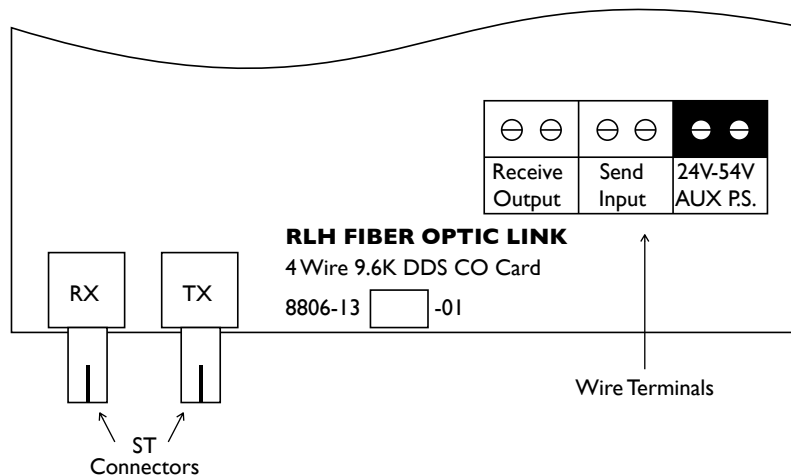 Receive Send 24V-54V
Output Input AUX P.S.
RLH FIBER OPTIC LINK
4 Wire 9.6K DDS CO Card
RX TX
8806-13 -01
Wire Terminals
ST
Connectors